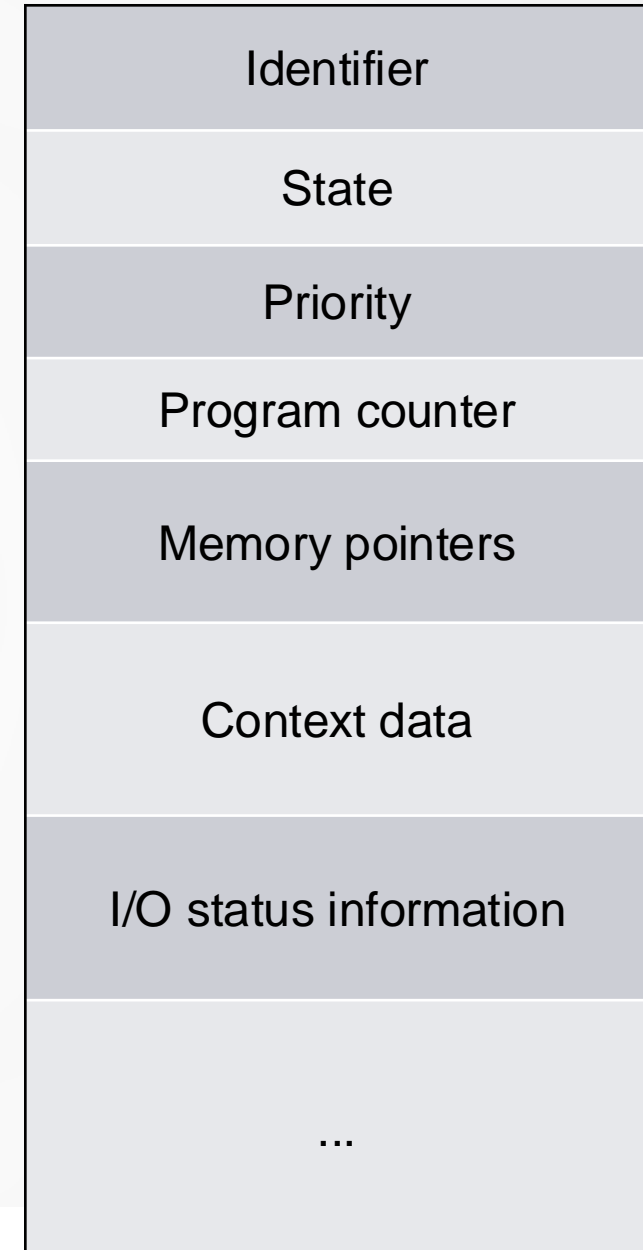 Identifier
State
Priority
Program counter
Memory pointers
Context data
I/O status information
...